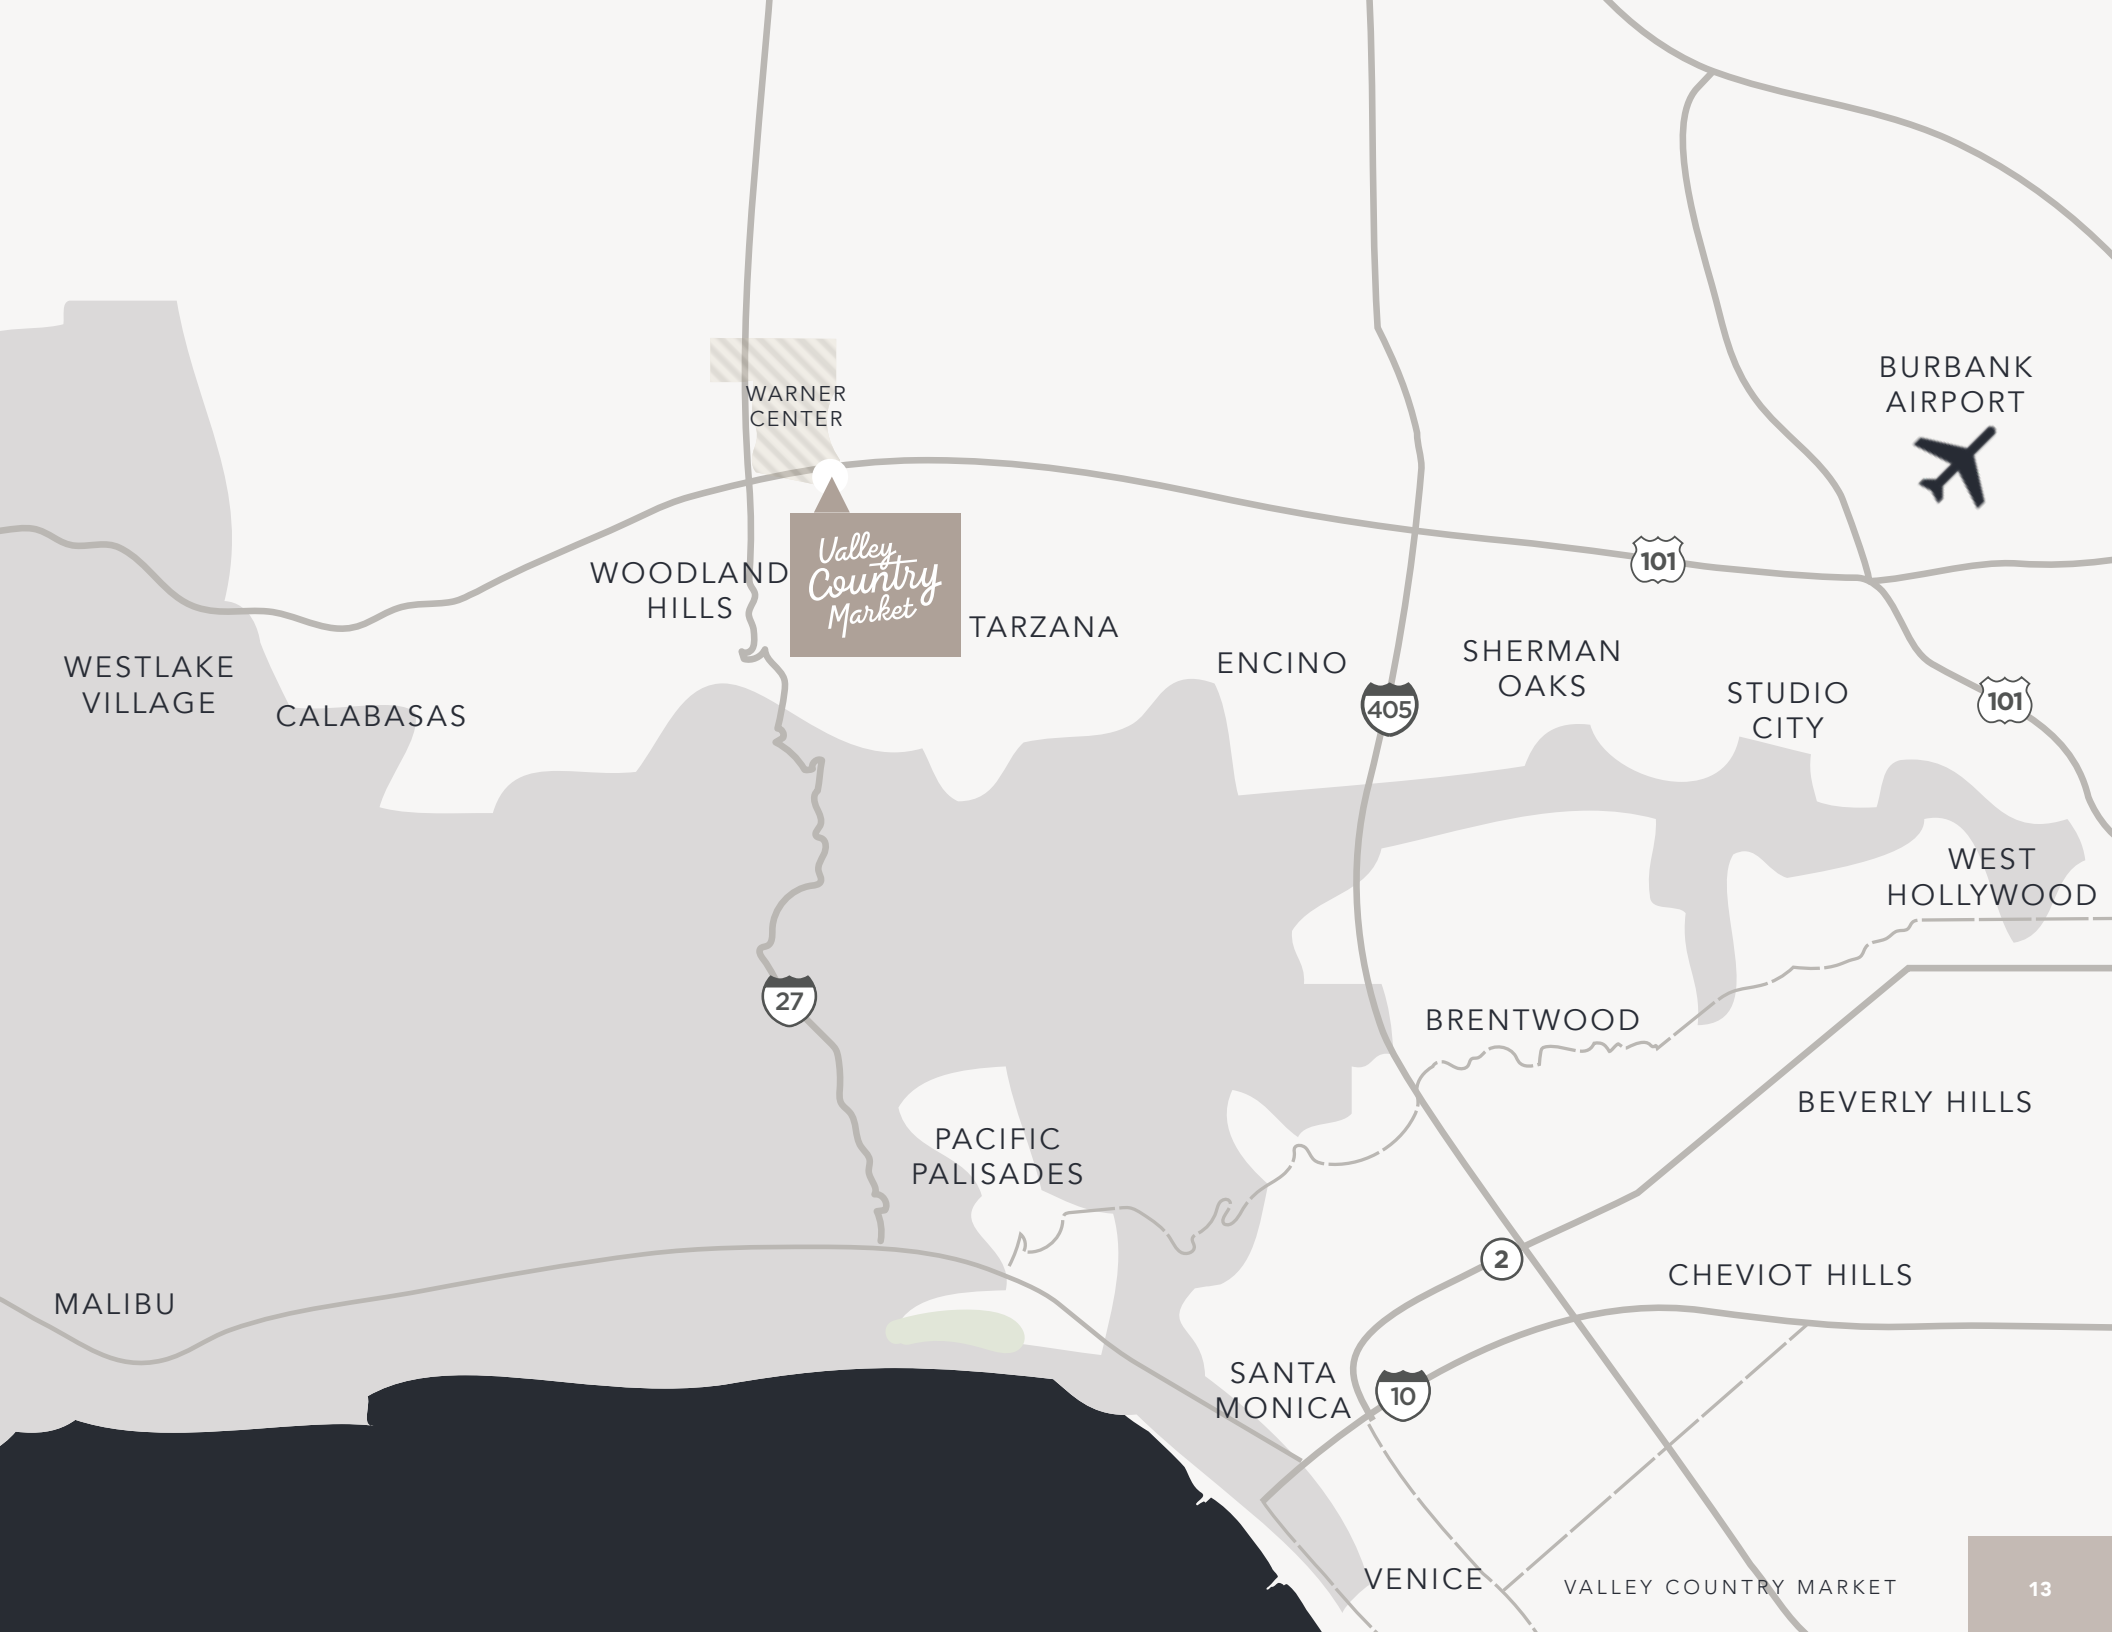 BURBANK
AIRPORT
WARNER
CENTER
101
Valley
Country
Market
WOODLAND
HILLS
TARZANA
WESTLAKE
VILLAGE
CALABASAS
ENCINO
405
SHERMAN
OAKS
STUDIO
CITY
101
WEST
HOLLYWOOD
27
BRENTWOOD
BEVERLY HILLS
PACIFIC
PALISADES
2
CHEVIOT HILLS
MALIBU
SANTA
MONICA
10
VENICE
VALLEY COUNTRY MARKET
13